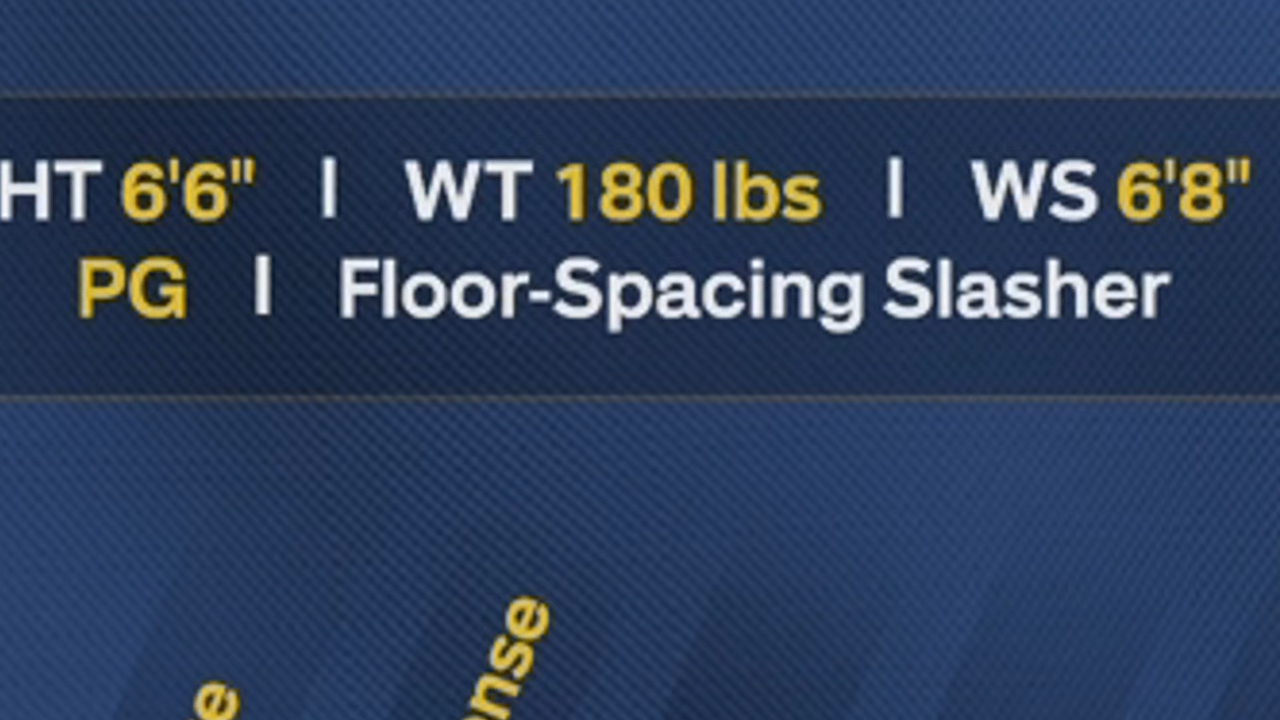 HT 6'6" | WT 180 lbs | WS 6'8"
PG | Floor-Spacing Slasher